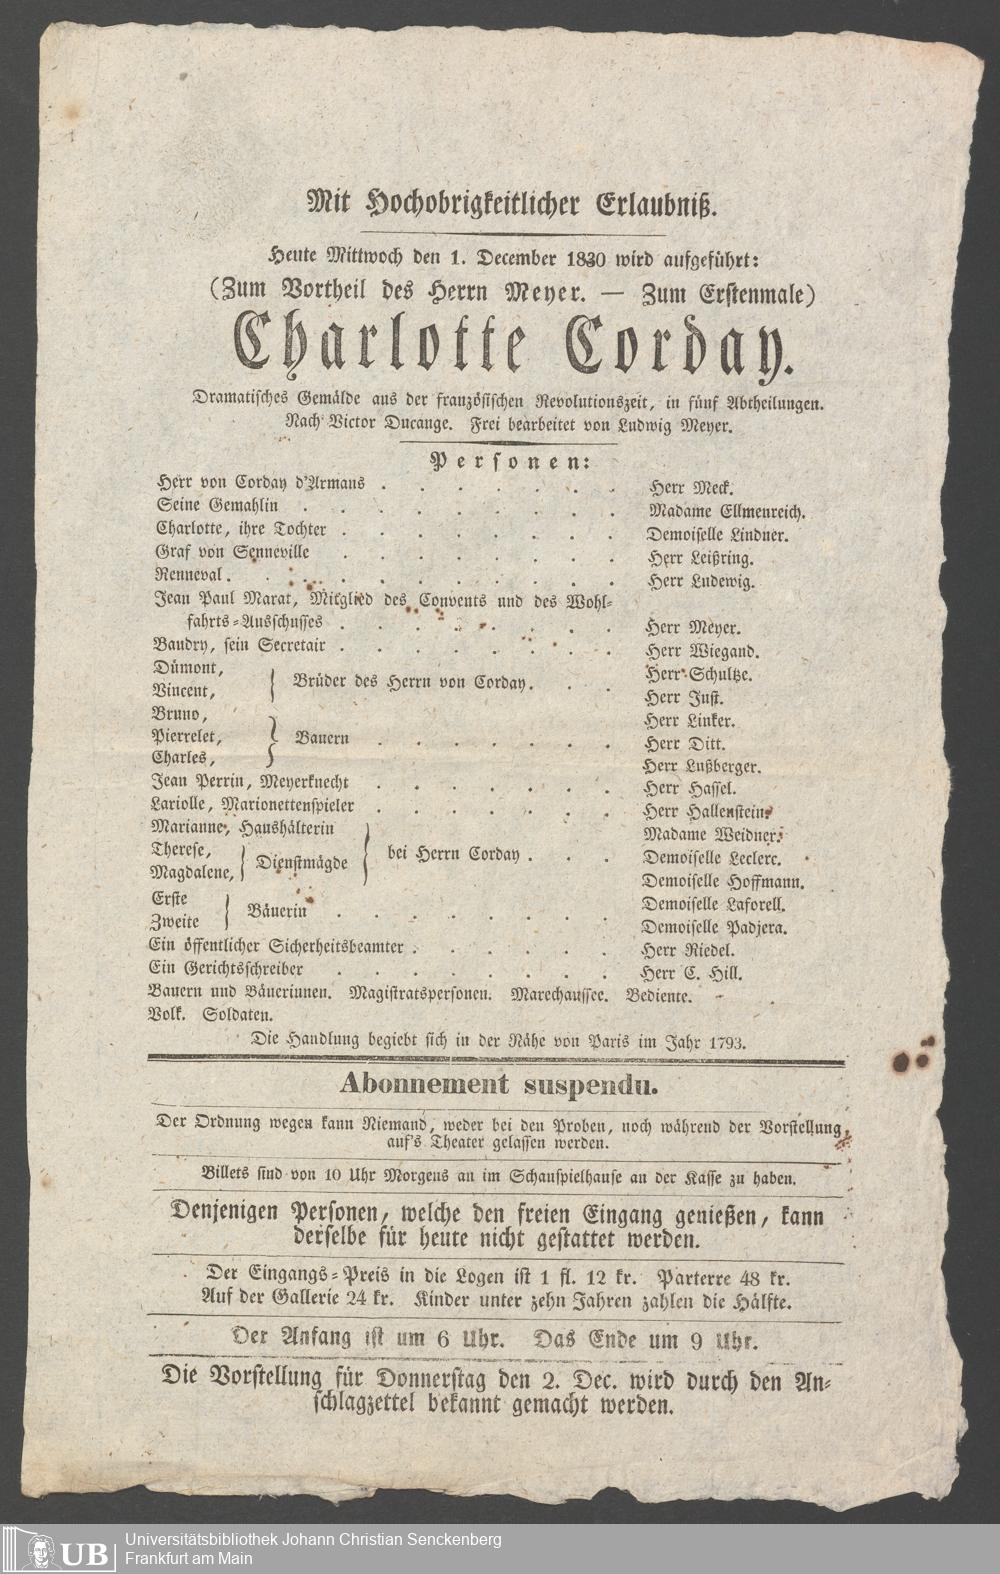 Mit Hochobrigkeitlicher Erlaubniß.
Heute Mittwoch den 1. December 1830 wird aufgeführt:
(Zum Vortheil des Herrn Meyer. — Zum Erstenmale)
Charlotte Corday.
Dramatisches Gemälde aus der französischen Revolutionszeit, in fünf Abtheilungen.
Nach Victor Ducange. Frei bearbeitet von Ludwig Meyer.
Personen:
Herr von Corday d'Armans . . . . . . . Herr Meck.
Seine Gemahlin . . . . . . . . . Madame Ellmenreich.
Charlotte, ihre Tochter . . . . . . . . Demoiselle Lindner.
Graf von Senneville . . . . . . . . Herr Leißring.
Renneval . . . . . . . . . . . Herr Ludewig.
Jean Paul Marat, Mitglied des Convents und des Wohl-
fahrts-Ausschusses . . . . . . . . Herr Meyer.
Baudry, sein Secretair . . . . . . . . Herr Wiegand.
Dümont, } Brüder des Herrn von Corday . . . Herr Schultze.
Vincent, Herr Just.
Bruno, Herr Linker.
Pierrelet, } Bauern . . . . . . . Herr Ditt.
Charles, Herr Lußberger.
Jean Perrin, Meyerknecht . . . . . . . Herr Hassel.
Lariolle, Marionettenspieler . . . . . . . Herr Hallenstein.
Marianne, Haushälterin Madame Weidner.
Therese, } Dienstmägde } bei Herrn Corday . . . Demoiselle Leclerc.
Magdalene, Demoiselle Hoffmann.
Erste } Bäuerin . . . . . . . . Demoiselle Laforell.
Zweite Demoiselle Padjera.
Ein öffentlicher Sicherheitsbeamter . . . . . . Herr Riedel.
Ein Gerichtsschreiber . . . . . . . . Herr C. Hill.
Bauern und Bäuerinnen. Magistratspersonen. Marechaussee. Bediente.
Volk. Soldaten.
Die Handlung begiebt sich in der Nähe von Paris im Jahr 1793.
Abonnement suspendu.
Der Ordnung wegen kann Niemand, weder bei den Proben, noch während der Vorstellung,
auf's Theater gelassen werden.
Billets sind von 10 Uhr Morgens an im Schauspielhause an der Kasse zu haben.
Denjenigen Personen, welche den freien Eingang genießen, kann
derselbe für heute nicht gestattet werden.
Der Eingangs-Preis in die Logen ist 1 fl. 12 kr. Parterre 48 kr.
Auf der Gallerie 24 kr. Kinder unter zehn Jahren zahlen die Hälfte.
Der Anfang ist um 6 Uhr. Das Ende um 9 Uhr.
Die Vorstellung für Donnerstag den 2. Dec. wird durch den An-
schlagzettel bekannt gemacht werden.
UB Universitätsbibliothek Johann Christian Senckenberg
Frankfurt am Main